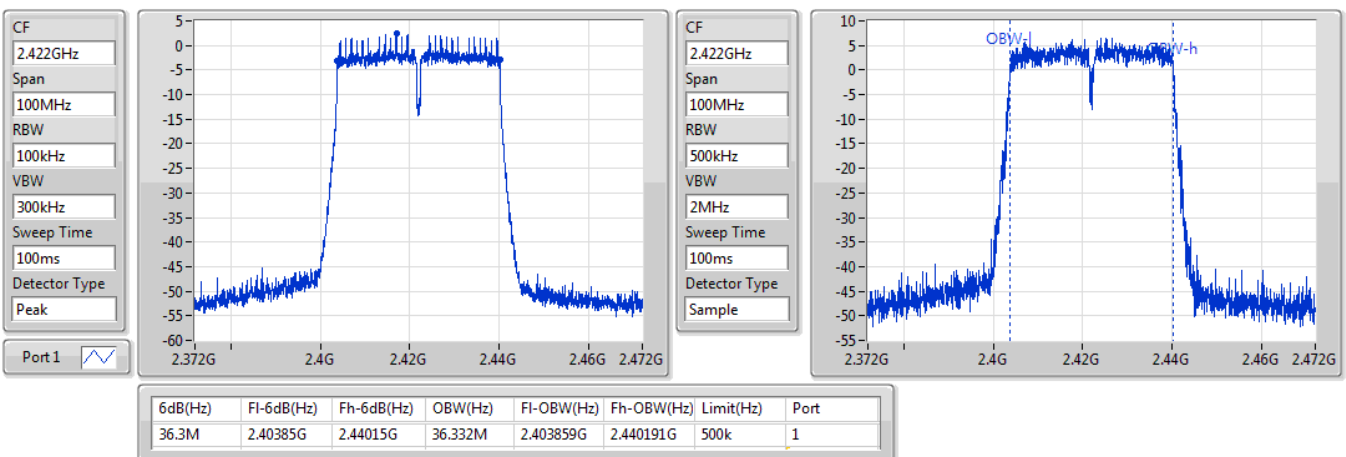 CF
2.422GHz
Span
100MHz
RBW
100kHz
VBW
300kHz
Sweep Time
100ms
Detector Type
Peak
Port 1
5
0
-5
-10
-15
-20
-25
-30
-35
-40
-45
-50
-55
-60
2.372G 2.4G 2.42G 2.44G 2.46G 2.472G
CF
2.422GHz
Span
100MHz
RBW
500kHz
VBW
2MHz
Sweep Time
100ms
Detector Type
Sample
10
5
0
-5
-10
-15
-20
-25
-30
-35
-40
-45
-50
-55
OBW-l
OBW-h
2.372G 2.4G 2.42G 2.44G 2.46G 2.472G
6dB(Hz) Fl-6dB(Hz) Fh-6dB(Hz) OBW(Hz) Fl-OBW(Hz) Fh-OBW(Hz) Limit(Hz) Port
36.3M 2.40385G 2.44015G 36.332M 2.403859G 2.440191G 500k 1